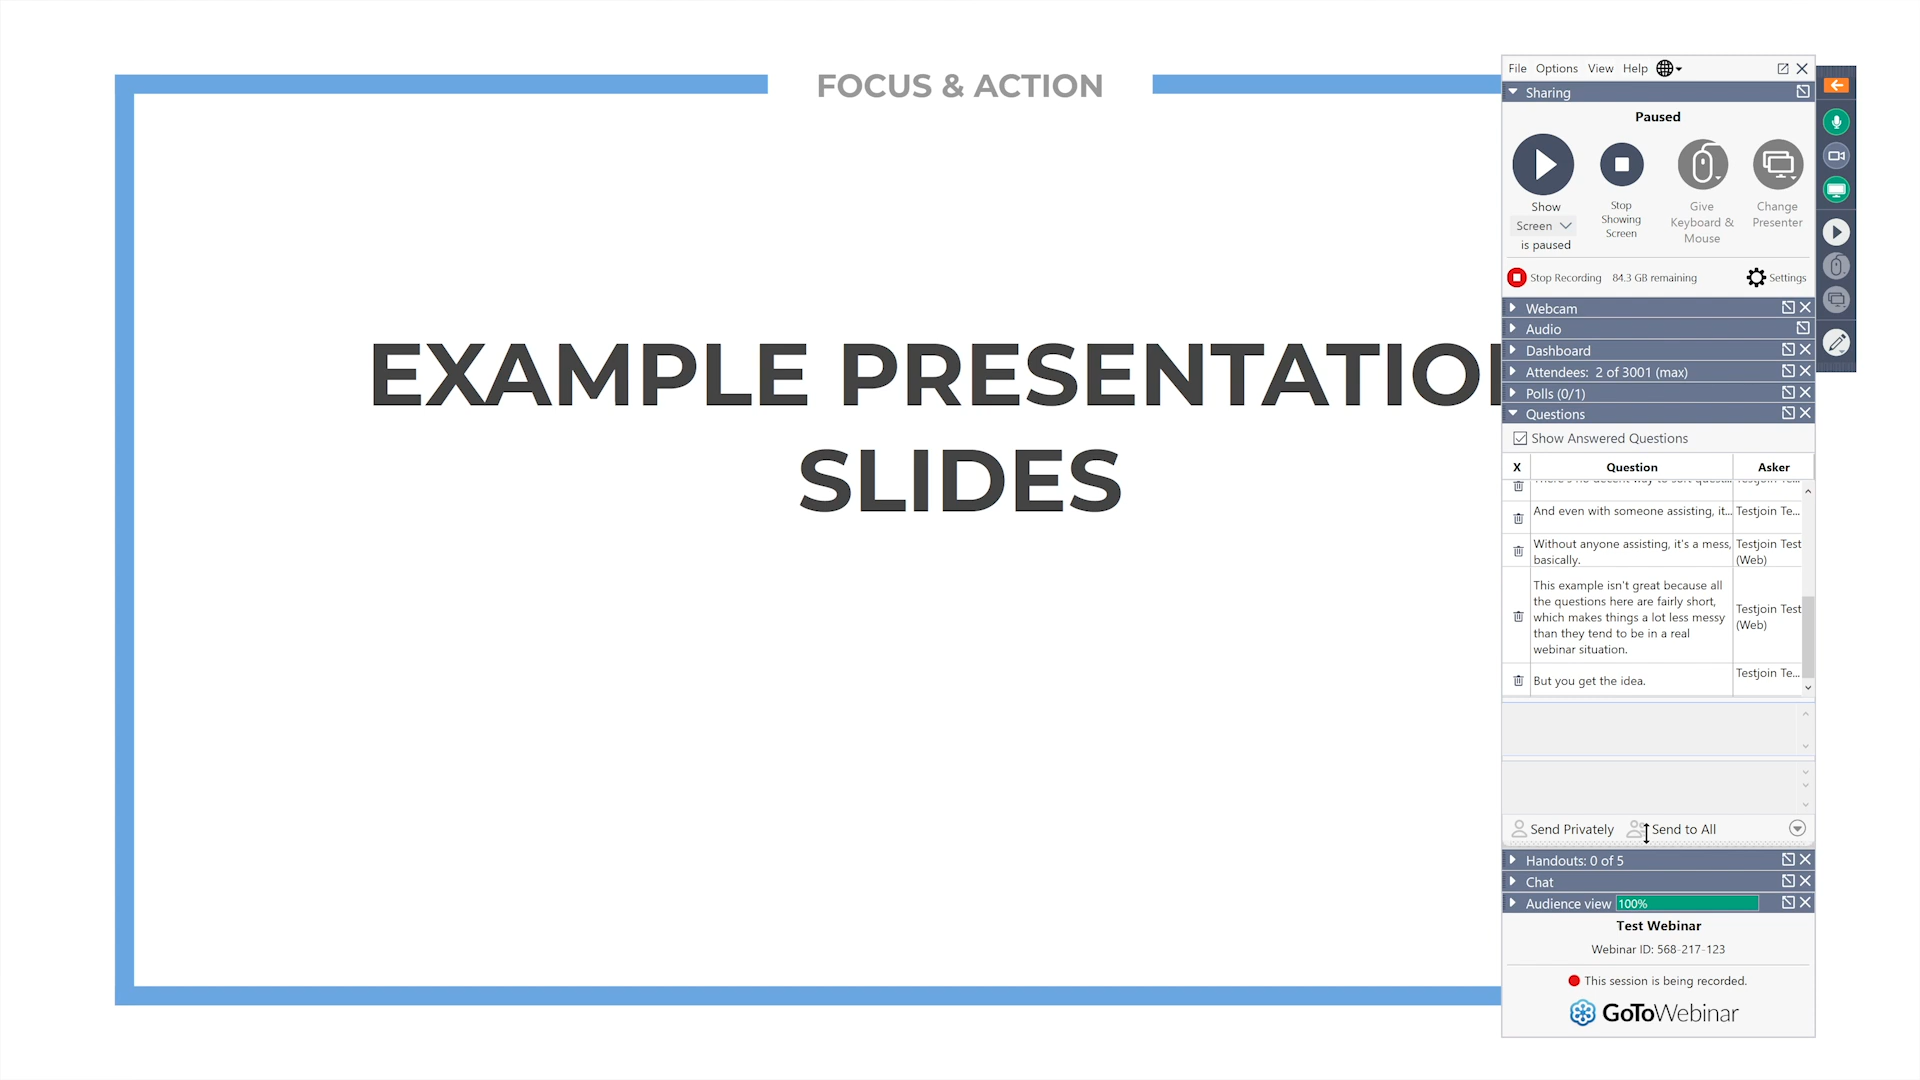 FOCUS & ACTION
EXAMPLE PRESENTATIO
SLIDES
File Options View Help
Sharing
Paused
Show
Screen
is paused
Stop
Showing
Screen
Give
Keyboard &
Mouse
Change
Presenter
Stop Recording 84.3 GB remaining
Settings
Webcam
Audio
Dashboard
Attendees: 2 of 3001 (max)
Polls (0/1)
Questions
Show Answered Questions
X Question Asker
And even with someone assisting, it... Testjoin Te...
Without anyone assisting, it's a mess,
basically.
Testjoin Test
(Web)
This example isn't great because all
the questions here are fairly short,
which makes things a lot less messy
than they tend to be in a real
webinar situation.
Testjoin Test
(Web)
But you get the idea.
Testjoin Te...
Send Privately Send to All
Handouts: 0 of 5
Chat
Audience view 100%
Test Webinar
Webinar ID: 568-217-123
This session is being recorded.
GoToWebinar